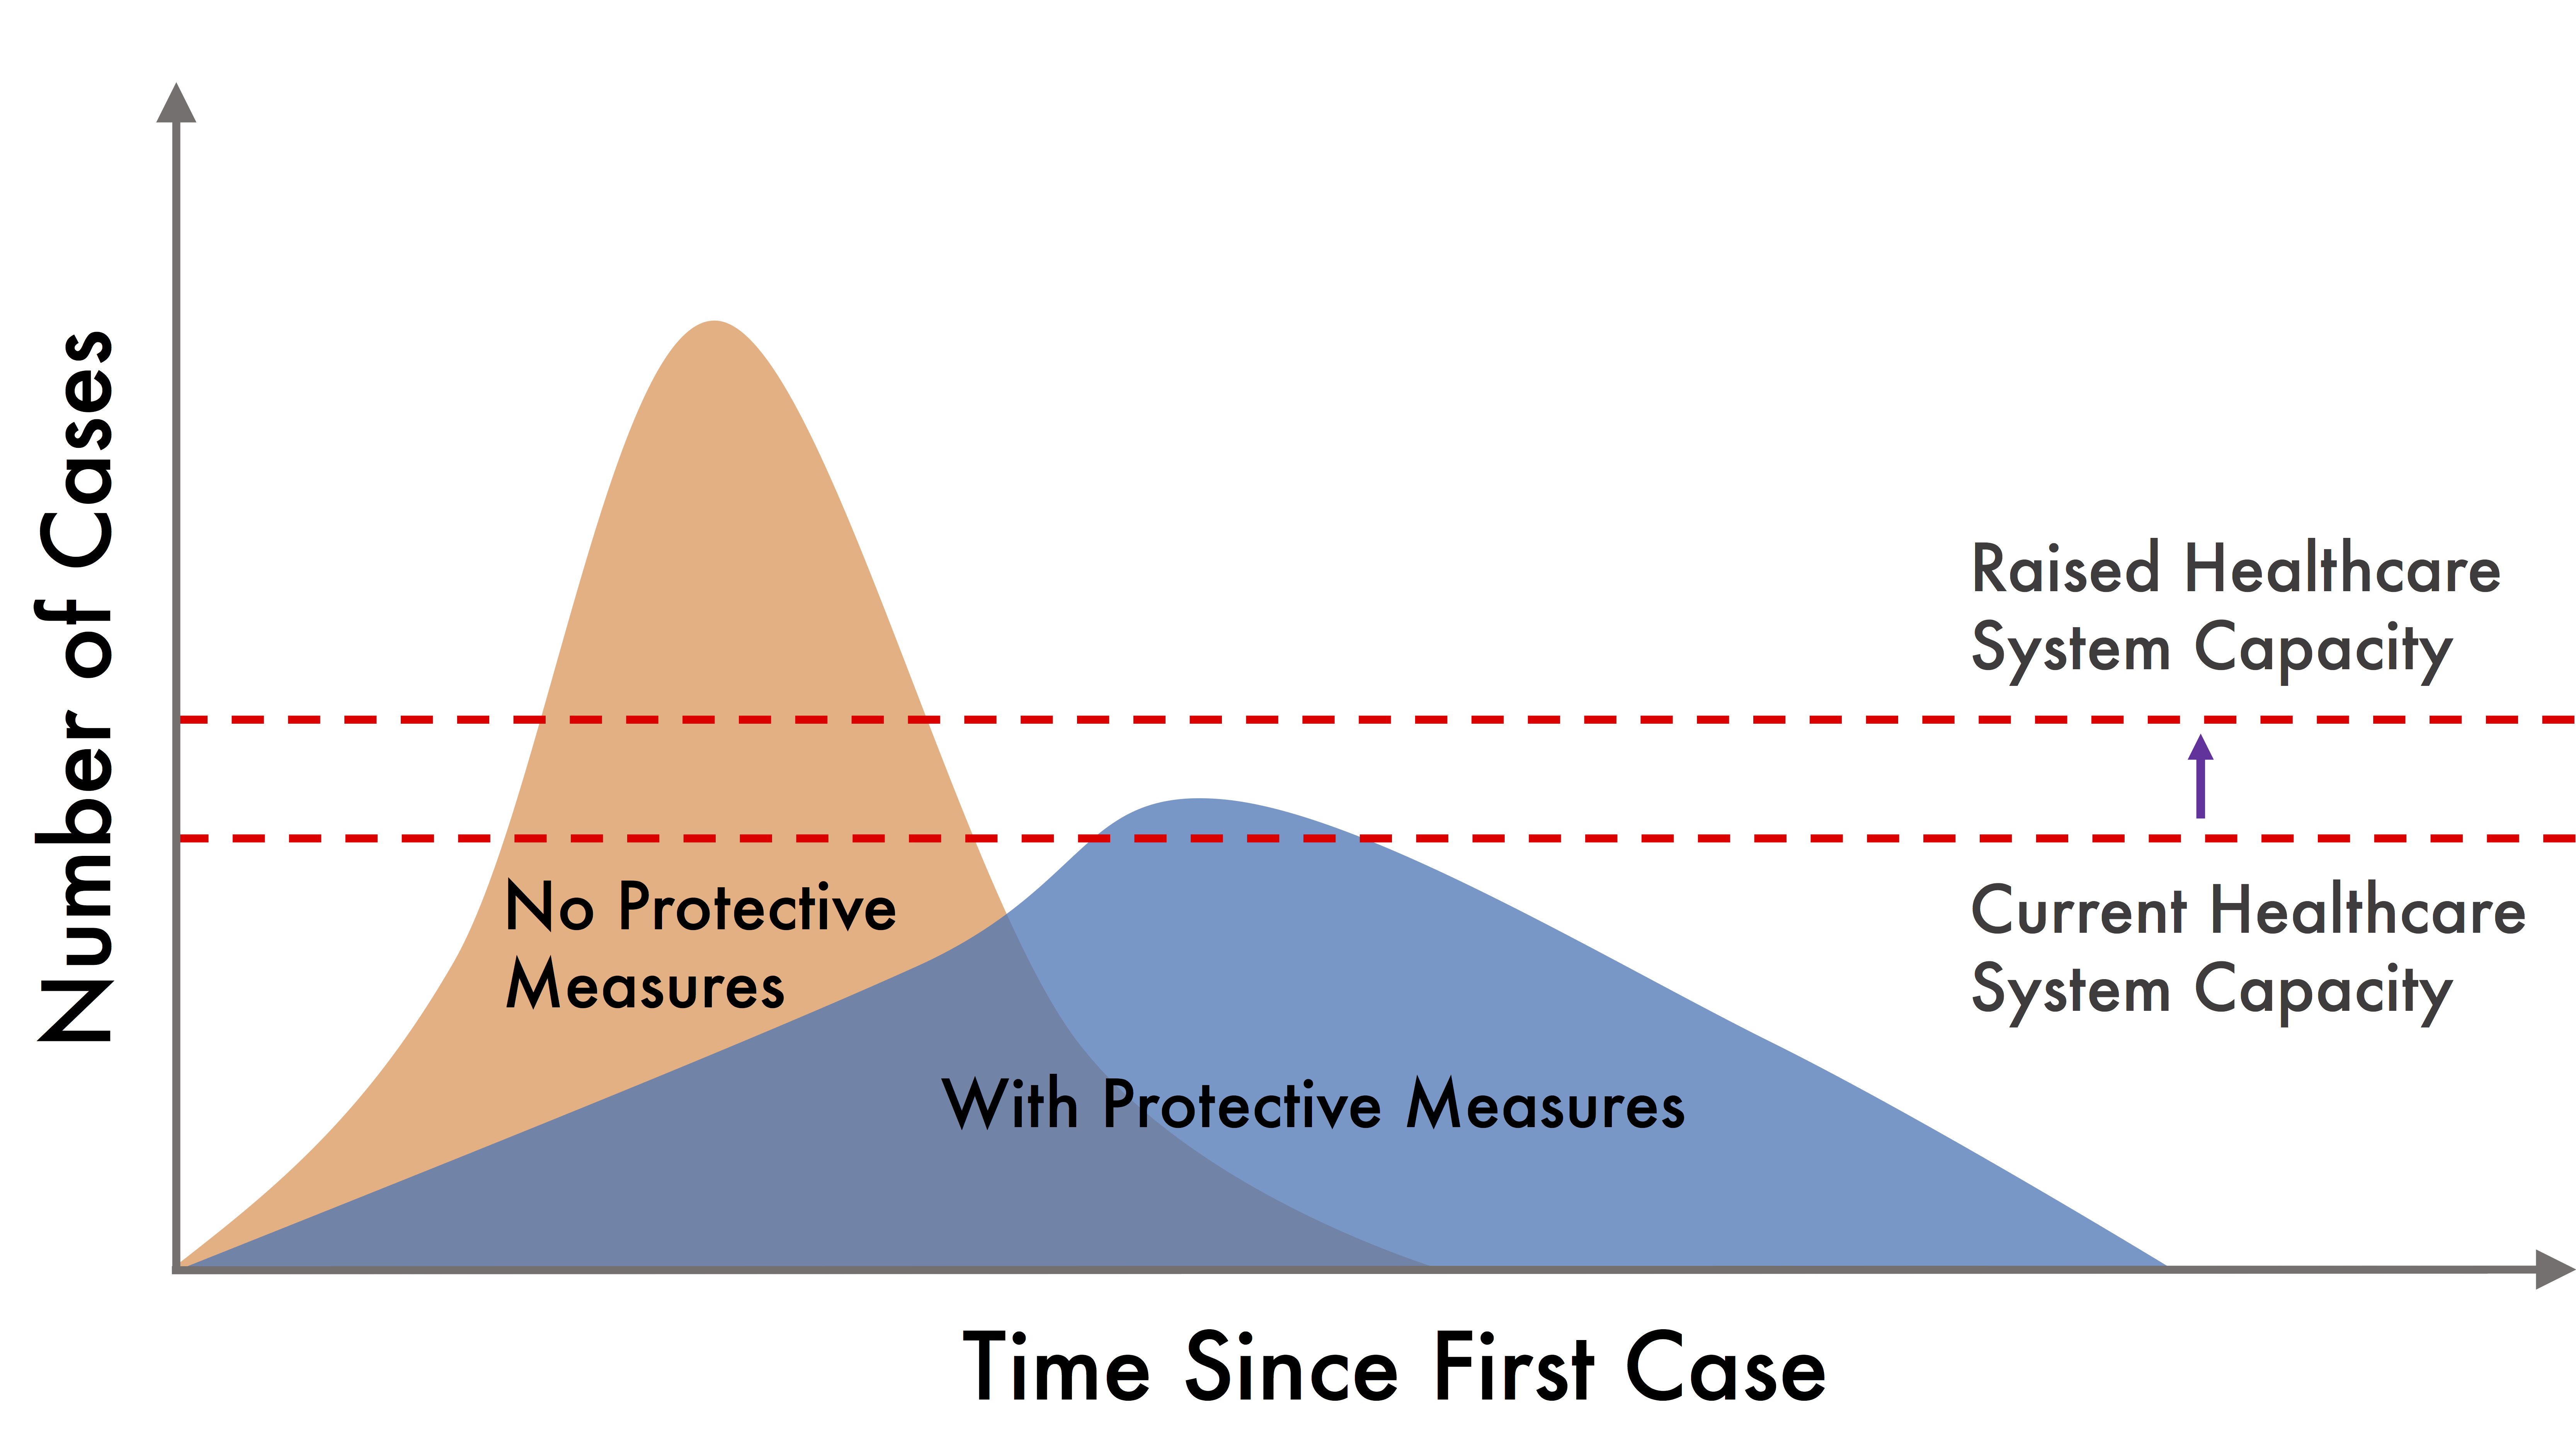 Number of Cases
Raised Healthcare
System Capacity
No Protective
Measures
Current Healthcare
System Capacity
With Protective Measures
Time Since First Case